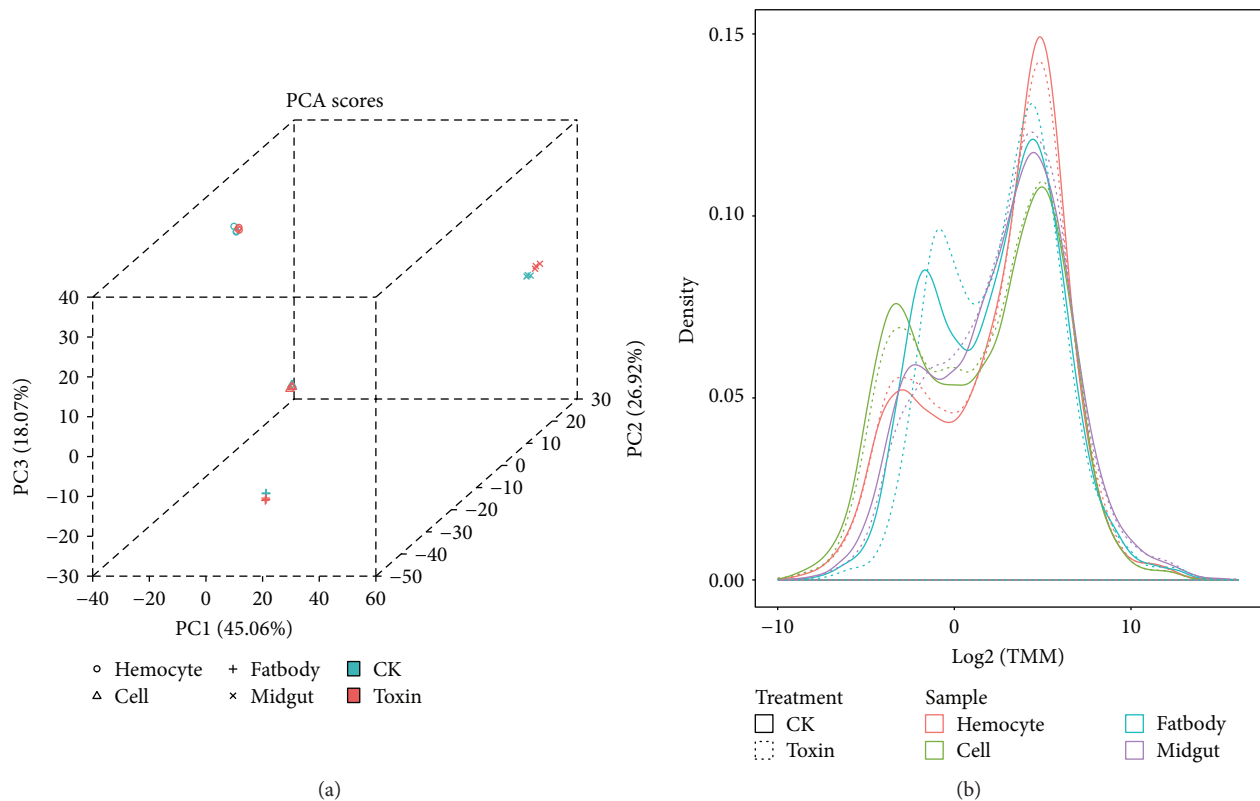 PCA scores
40
30
20
10
0
−10
−20
−30
PC3 (18.07%)
−40 −20 0 20 40 60
PC1 (45.06%)
30
20
10
0
−10
−20
−30
−40
−50
PC2 (26.92%)
Hemocyte Fatbody CK
Cell Midgut Toxin
(a)
0.15
0.10
0.05
0.00
Density
−10 0 10
Log2 (TMM)
Treatment Sample
CK Hemocyte Fatbody
Toxin Cell Midgut
(b)